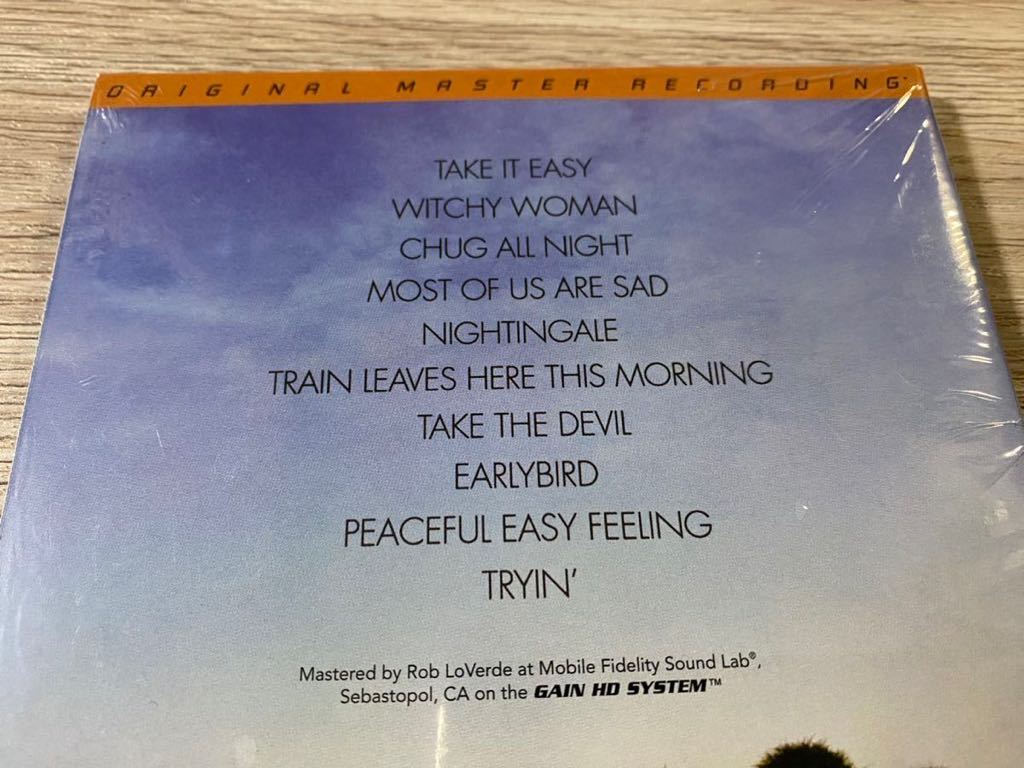 ORIGINAL MASTER RECORDING™
TAKE IT EASY
WITCHY WOMAN
CHUG ALL NIGHT
MOST OF US ARE SAD
NIGHTINGALE
TRAIN LEAVES HERE THIS MORNING
TAKE THE DEVIL
EARLYBIRD
PEACEFUL EASY FEELING
TRYIN’
Mastered by Rob LoVerde at Mobile Fidelity Sound Lab®,
Sebastopol, CA on the GAIN HD SYSTEM™